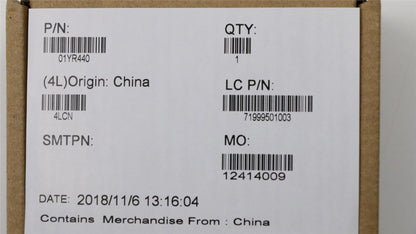 P/N: QTY:
01YR440 1
(4L)Origin: China LC P/N:
4LCN 71999501003
SMTPN: MO:
12414009
DATE: 2018/11/6 13:16:04
Contains Merchandise From : China